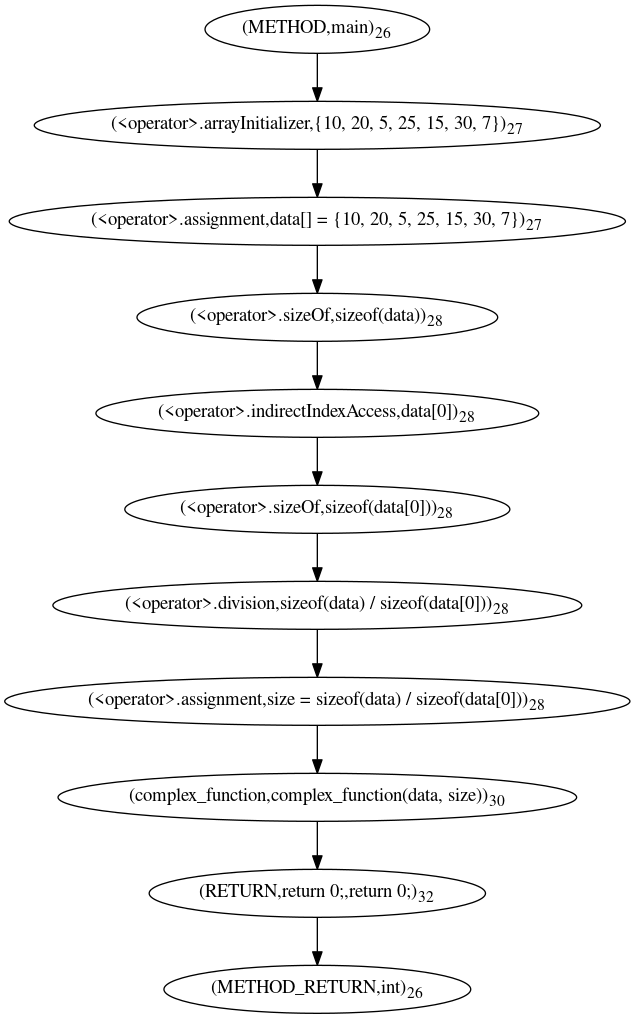 (METHOD,main)26
(<operator>.arrayInitializer,{10, 20, 5, 25, 15, 30, 7})27
(<operator>.assignment,data[] = {10, 20, 5, 25, 15, 30, 7})27
(<operator>.sizeOf,sizeof(data))28
(<operator>.indirectIndexAccess,data[0])28
(<operator>.sizeOf,sizeof(data[0]))28
(<operator>.division,sizeof(data) / sizeof(data[0]))28
(<operator>.assignment,size = sizeof(data) / sizeof(data[0]))28
(complex_function,complex_function(data, size))30
(RETURN,return 0;,return 0;)32
(METHOD_RETURN,int)26